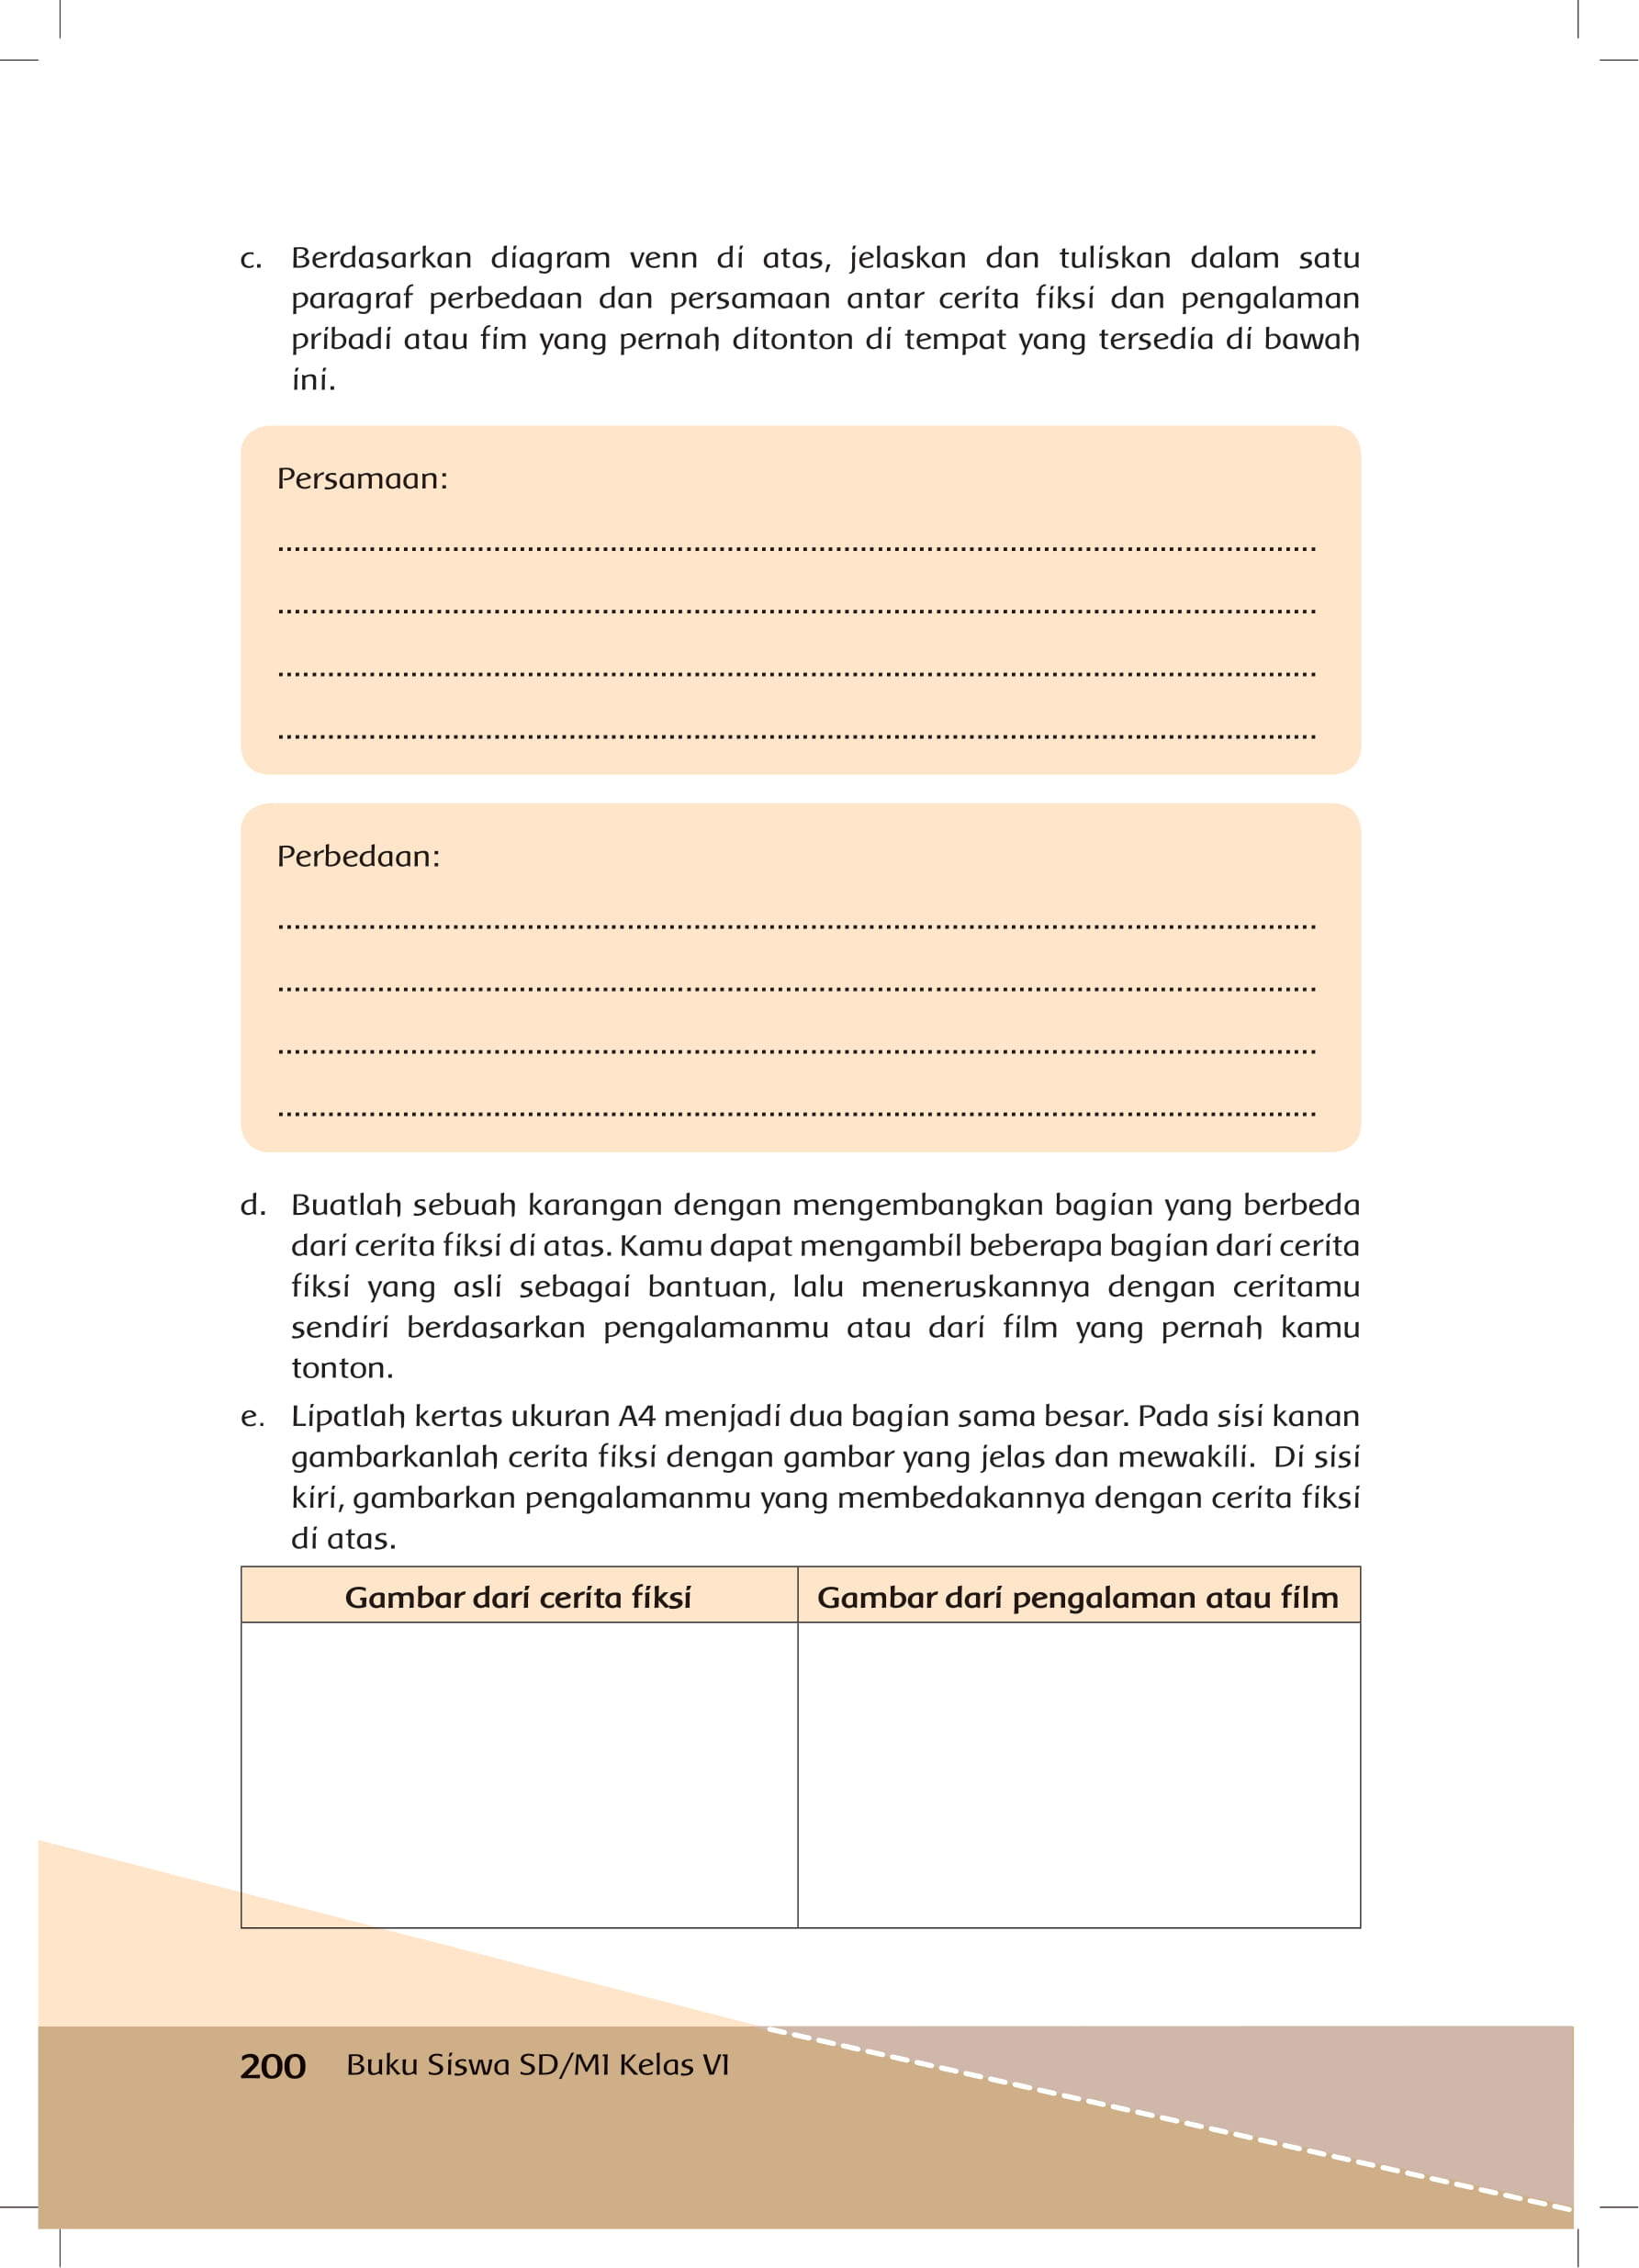 c. Berdasarkan diagram venn di atas, jelaskan dan tuliskan dalam satu
paragraf perbedaan dan persamaan antar cerita fiksi dan pengalaman
pribadi atau fim yang pernah ditonton di tempat yang tersedia di bawah
ini.
Persamaan:
Perbedaan:
d. Buatlah sebuah karangan dengan mengembangkan bagian yang berbeda
dari cerita fiksi di atas. Kamu dapat mengambil beberapa bagian dari cerita
fiksi yang asli sebagai bantuan, lalu meneruskannya dengan ceritamu
sendiri berdasarkan pengalamanmu atau dari film yang pernah kamu
tonton.
e. Lipatlah kertas ukuran A4 menjadi dua bagian sama besar. Pada sisi kanan
gambarkanlah cerita fiksi dengan gambar yang jelas dan mewakili. Di sisi
kiri, gambarkan pengalamanmu yang membedakannya dengan cerita fiksi
di atas.
Gambar dari cerita fiksi Gambar dari pengalaman atau film
200 Buku Siswa SD/MI Kelas VI